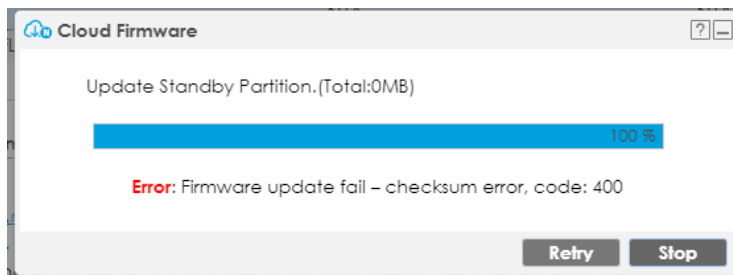 Cloud Firmware
Update Standby Partition.(Total:0MB)
100 %
Error: Firmware update fail – checksum error, code: 400
Retry
Stop